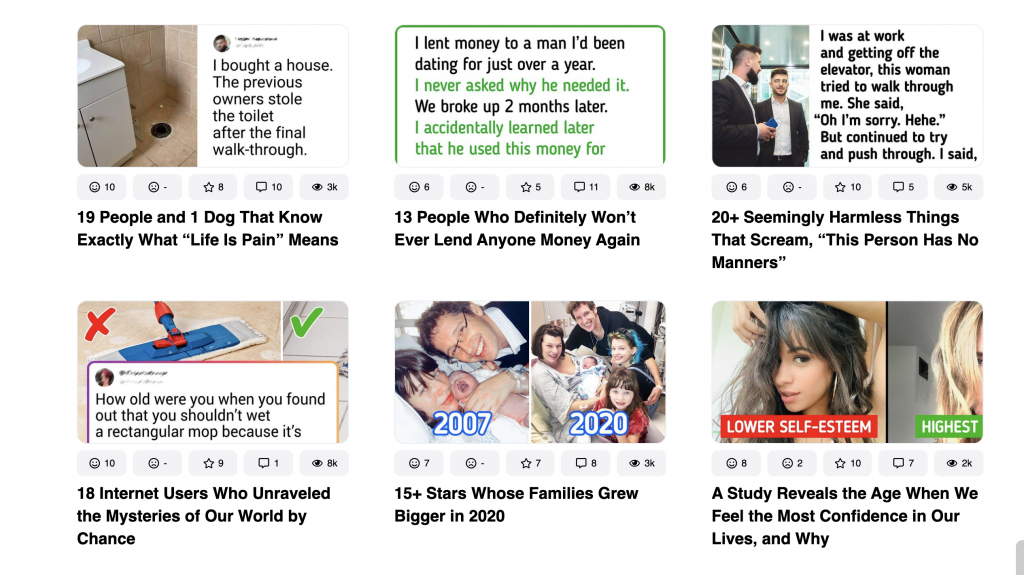 I bought a house.
The previous
owners stole
the toilet
after the final
walk-through.
10
-
8
10
3k
19 People and 1 Dog That Know
Exactly What “Life Is Pain” Means
I lent money to a man I’d been
dating for just over a year.
I never asked why he needed it.
We broke up 2 months later.
I accidentally learned later
that he used this money for
6
-
5
11
8k
13 People Who Definitely Won’t
Ever Lend Anyone Money Again
I was at work
and getting off the
elevator, this woman
tried to walk through
me. She said,
“Oh I’m sorry. Hehe.”
But continued to try
and push through. I said,
6
-
10
5
5k
20+ Seemingly Harmless Things
That Scream, “This Person Has No
Manners”
How old were you when you found
out that you shouldn’t wet
a rectangular mop because it’s
10
-
9
1
8k
18 Internet Users Who Unraveled
the Mysteries of Our World by
Chance
2007
2020
7
-
7
8
3k
15+ Stars Whose Families Grew
Bigger in 2020
LOWER SELF-ESTEEM
HIGHEST
8
2
10
7
2k
A Study Reveals the Age When We
Feel the Most Confidence in Our
Lives, and Why